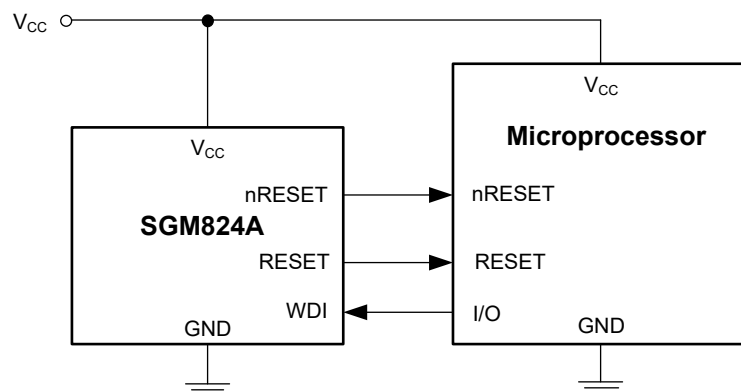 VCC
VCC
Microprocessor
VCC
nRESET
nRESET
SGM824A
RESET
RESET
WDI
I/O
GND
GND